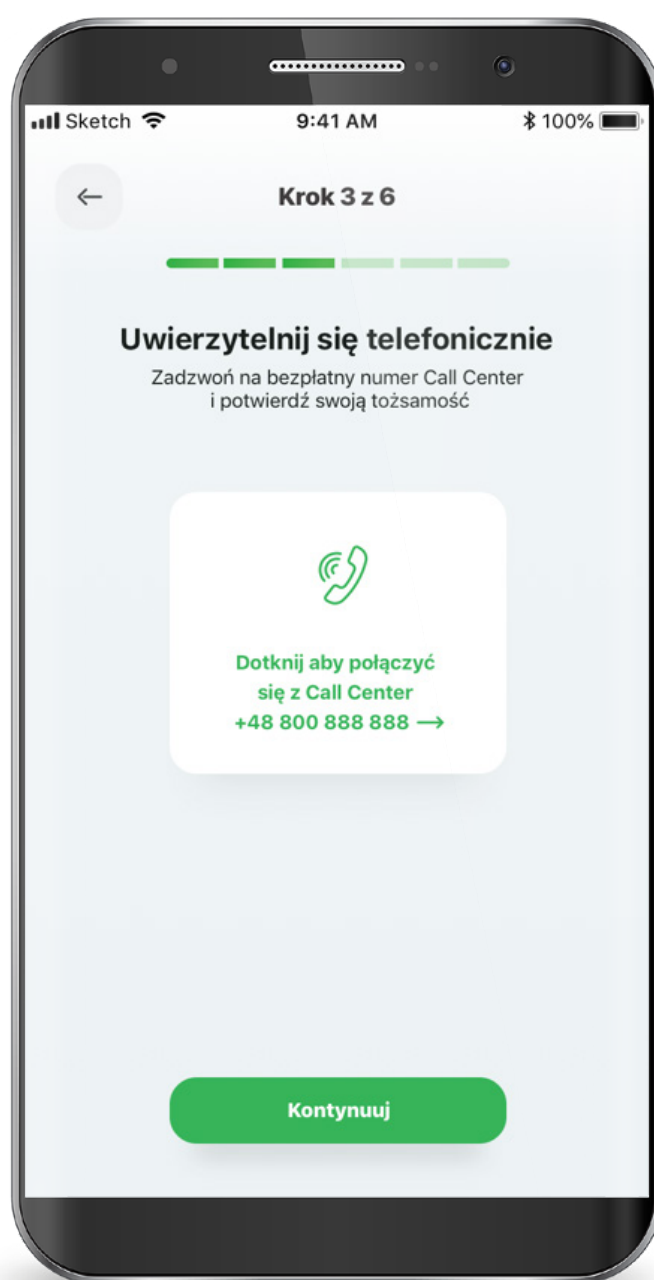 Sketch 9:41 AM 100%
Krok 3 z 6
Uwierzytelnij się telefonicznie
Zadzwoń na bezpłatny numer Call Center
i potwierdź swoją tożsamość
Dotknij aby połączyć
się z Call Center
+48 800 888 888 →
Kontynuuj